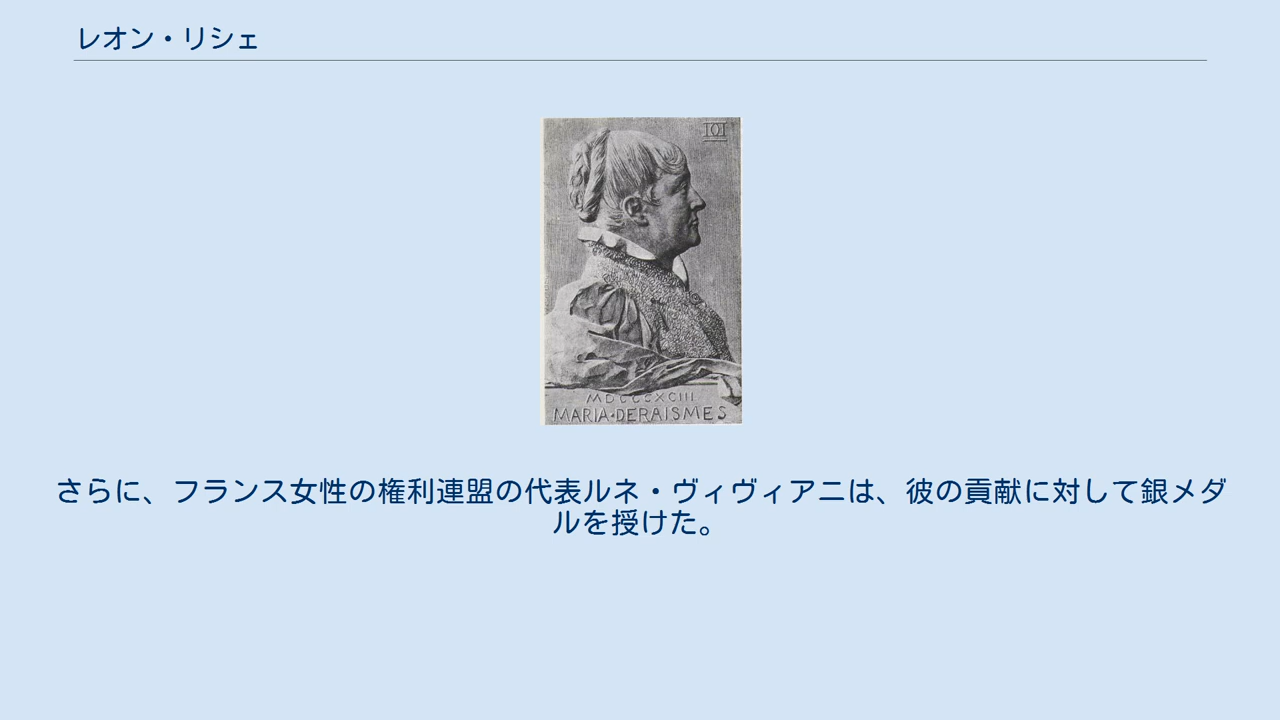 レオン・リシェ
IOI
MDCCCXCIII
MARIA·DERAISMES
さらに、フランス女性の権利連盟の代表ルネ・ヴィヴィアニは、彼の貢献に対して銀メダ
ルを授けた。